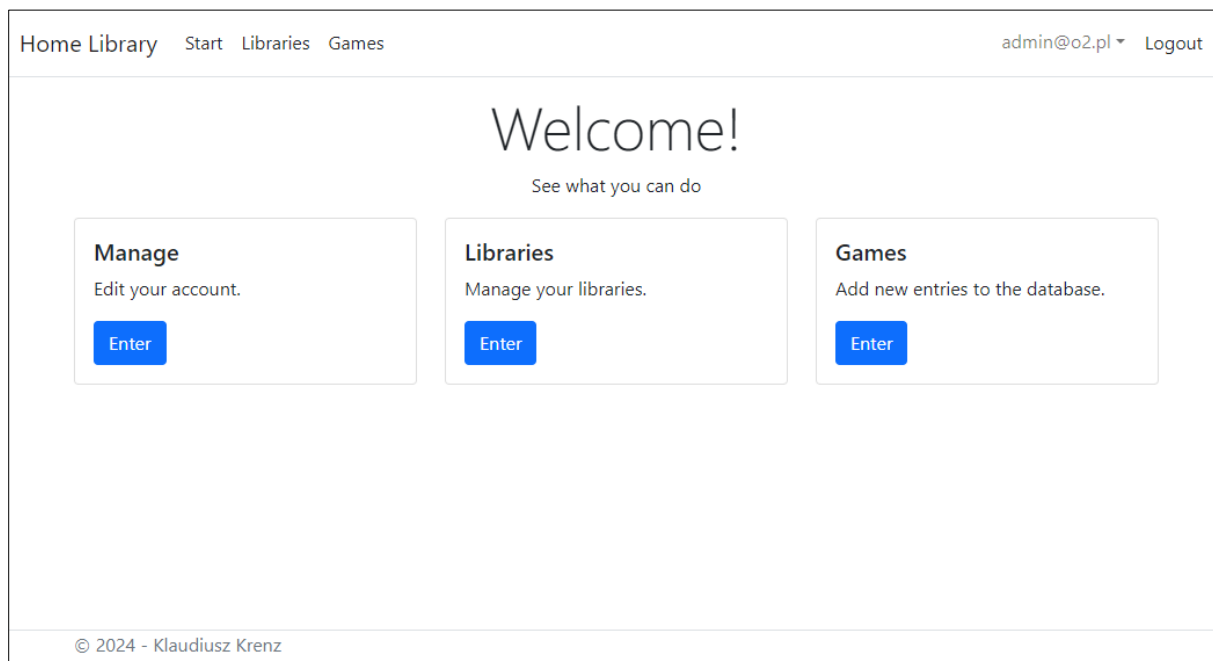 Home Library Start Libraries Games admin@o2.pl Logout
Welcome!
See what you can do
Manage
Edit your account.
Enter
Libraries
Manage your libraries.
Enter
Games
Add new entries to the database.
Enter
© 2024 - Klaudiusz Krenz